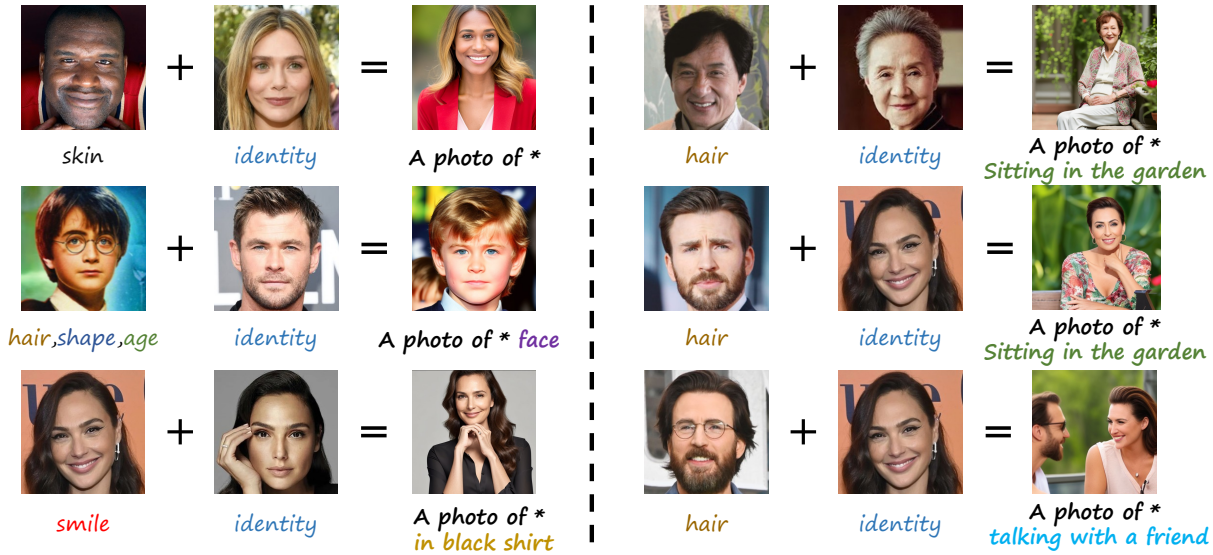 +
=
skin
identity
A photo of *
+
=
hair,shape,age
identity
A photo of * face
+
=
smile
identity
A photo of *
in black shirt
+
=
hair
identity
A photo of *
Sitting in the garden
+
=
hair
identity
A photo of *
Sitting in the garden
+
=
hair
identity
A photo of *
talking with a friend